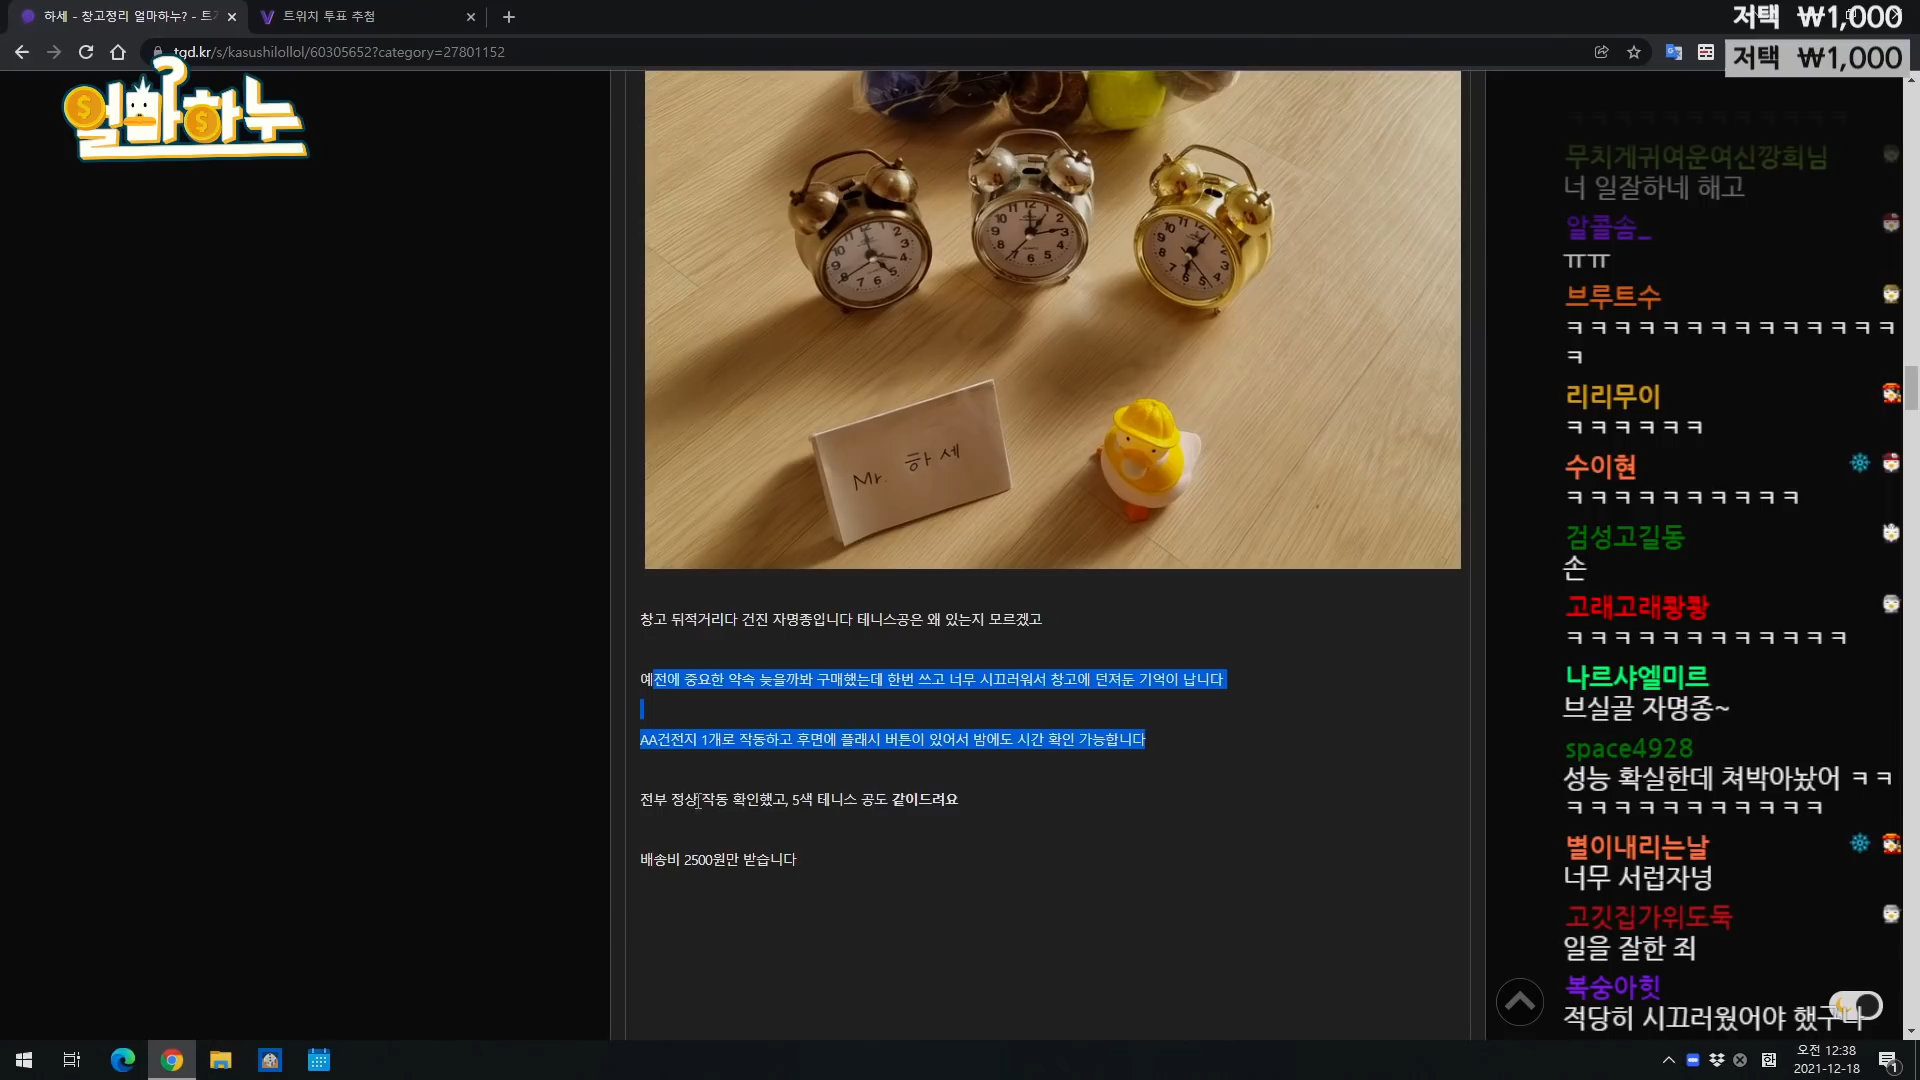 하세 - 창고정리 얼마하누? - 트
트위치 투표 추첨
저택 ₩1,000
tgd.kr/s/kasushilollol/60305652?category=27801152
저택 ₩1,000
얼마하누?
Mr. 하세
창고 뒤적거리다 건진 자명종입니다 테니스공은 왜 있는지 모르겠고
예전에 중요한 약속 늦을까봐 구매했는데 한번 쓰고 너무 시끄러워서 창고에 던져둔 기억이 납니다
AA건전지 1개로 작동하고 후면에 플래시 버튼이 있어서 밤에도 시간 확인 가능합니다
전부 정상 작동 확인했고, 5색 테니스 공도 같이드려요
배송비 2500원만 받습니다
무치게귀여운여신깡희님
너 일잘하네 해고
알콜솜_
ㅠㅠ
브루트수
ㅋㅋㅋㅋㅋㅋㅋㅋㅋㅋㅋㅋㅋㅋ
ㅋ
리리무이
ㅋㅋㅋㅋㅋㅋ
수이현
ㅋㅋㅋㅋㅋㅋㅋㅋㅋㅋ
검성고길동
손
고래고래쾅쾅
ㅋㅋㅋㅋㅋㅋㅋㅋㅋㅋㅋㅋ
나르샤엘미르
브실골 자명종~
space4928
성능 확실한데 쳐박아놨어 ㅋㅋ
ㅋㅋㅋㅋㅋㅋㅋㅋㅋㅋㅋ
별이내리는날
너무 서럽자넝
고깃집가위도둑
일을 잘한 죄
복숭아힛
적당히 시끄러웠어야 했구나
한
오전 12:38
2021-12-18
1